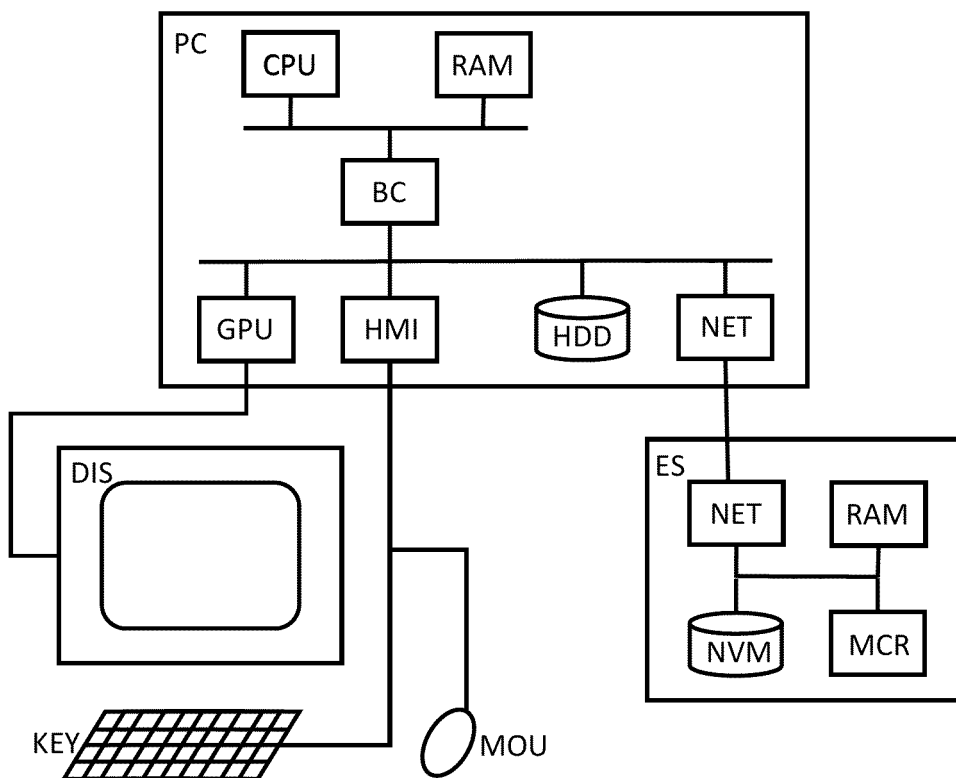 PC
CPU
RAM
BC
GPU
HMI
HDD
NET
DIS
ES
NET
RAM
NVM
MCR
KEY
MOU